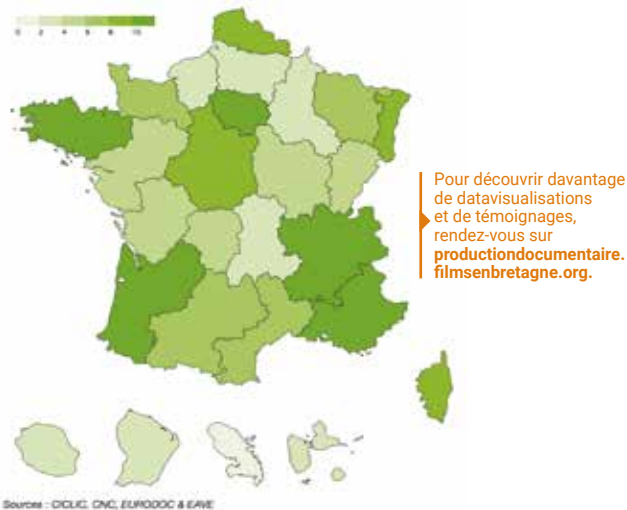 0 2 4 6 8 10
Pour découvrir davantage
de datavisualisations
et de témoignages,
rendez-vous sur
productiondocumentaire.
filmsenbretagne.org.
Sources : CICLIC, CNC, EURODOC & EAVE